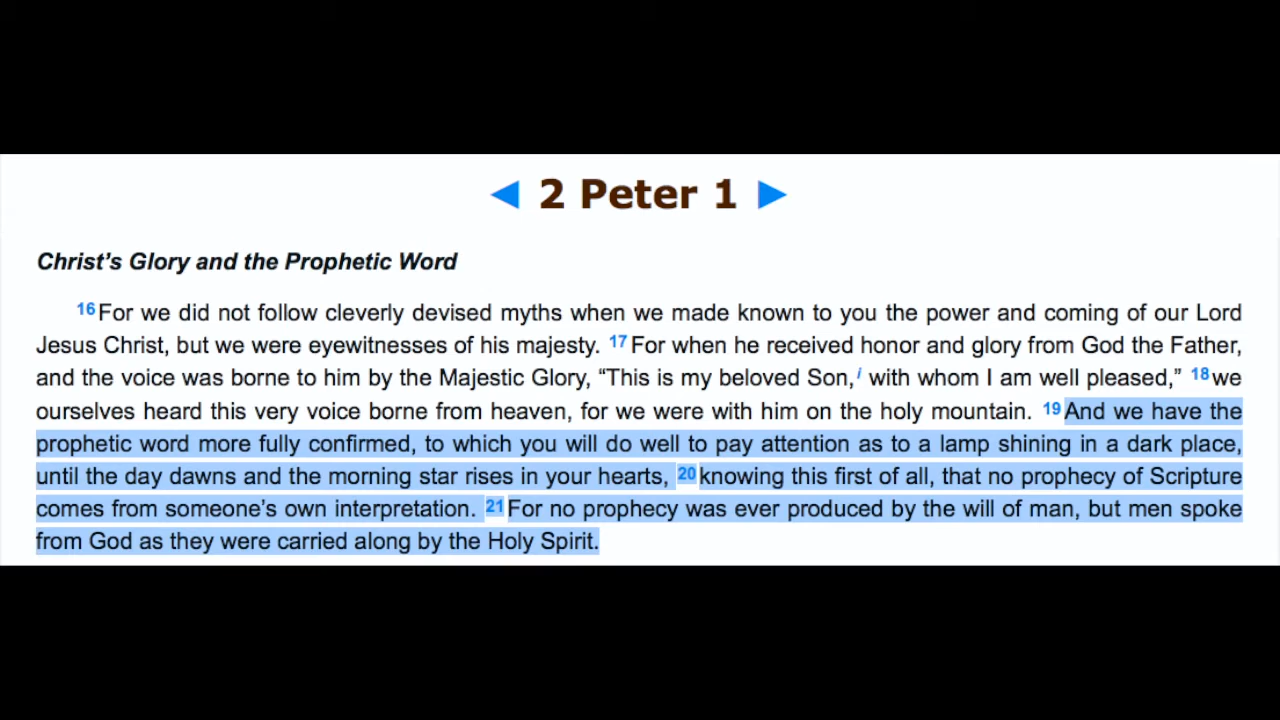 ◀ 2 Peter 1 ▶
Christ’s Glory and the Prophetic Word
16 For we did not follow cleverly devised myths when we made known to you the power and coming of our Lord
Jesus Christ, but we were eyewitnesses of his majesty. 17 For when he received honor and glory from God the Father,
and the voice was borne to him by the Majestic Glory, “This is my beloved Son,i with whom I am well pleased,” 18 we
ourselves heard this very voice borne from heaven, for we were with him on the holy mountain. 19 And we have the
prophetic word more fully confirmed, to which you will do well to pay attention as to a lamp shining in a dark place,
until the day dawns and the morning star rises in your hearts, 20 knowing this first of all, that no prophecy of Scripture
comes from someone’s own interpretation. 21 For no prophecy was ever produced by the will of man, but men spoke
from God as they were carried along by the Holy Spirit.